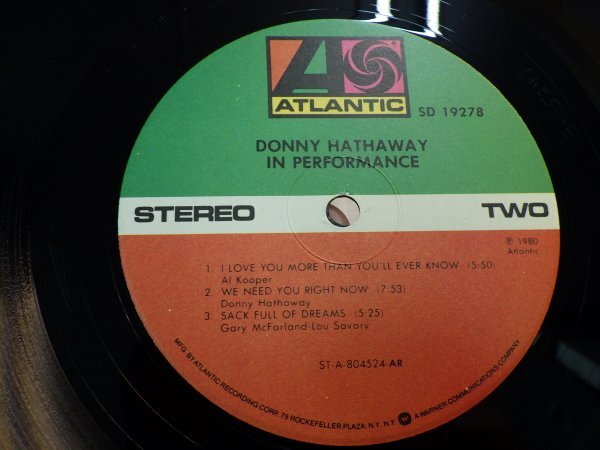 ATLANTIC
SD 19278
DONNY HATHAWAY
IN PERFORMANCE
STEREO
TWO
℗ 1980
Atlantic
1. I LOVE YOU MORE THAN YOU'LL EVER KNOW (5:50)
Al Kooper
2. WE NEED YOU RIGHT NOW (7:53)
Donny Hathaway
3. SACK FULL OF DREAMS (5:25)
Gary McFarland-Lou Savary
ST-A-804524-AR
MFG. BY ATLANTIC RECORDING CORP. 75 ROCKEFELLER PLAZA, N.Y. N.Y. A WARNER COMMUNICATIONS COMPANY